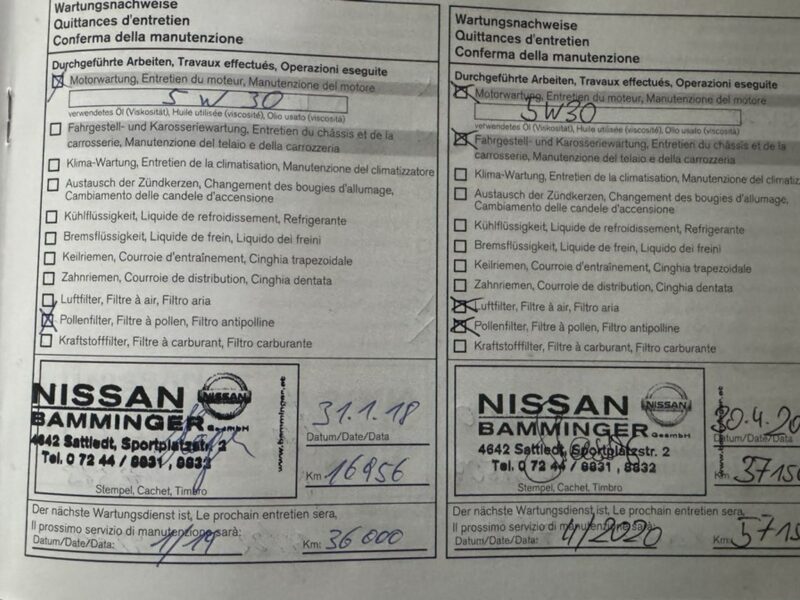 Wartungsnachweise
Quittances d'entretien
Conferma della manutenzione
Durchgeführte Arbeiten, Travaux effectués, Operazioni eseguite
Motorwartung, Entretien du moteur, Manutenzione del motore
5W30
verwendetes Öl (Viskosität), Huile utilisée (viscosité), Olio usato (viscosità)
Fahrgestell- und Karosseriewartung, Entretien du châssis et de la
carrosserie, Manutenzione del telaio e della carrozzeria
Klima-Wartung, Entretien de la climatisation, Manutenzione del climatizzatore
Austausch der Zündkerzen, Changement des bougies d'allumage,
Cambiamento delle candele d'accensione
Kühlflüssigkeit, Liquide de refroidissement, Refrigerante
Bremsflüssigkeit, Liquide de frein, Liquido dei freini
Keilriemen, Courroie d'entraînement, Cinghia trapezoidale
Zahnriemen, Courroie de distribution, Cinghia dentata
Luftfilter, Filtre à air, Filtro aria
Pollenfilter, Filtre à pollen, Filtro antipolline
Kraftstofffilter, Filtre à carburant, Filtro carburante
NISSAN
NISSAN
BAMMINGER GesmbH
4642 Sattledt, Sportplatzstr. 2
Tel. 0 72 44 / 8831 , 8832
www.bamminger.at
Stempel, Cachet, Timbro
31.1.18
Datum/Date/Data
Km 16956
Der nächste Wartungsdienst ist, Le prochain entretien sera,
Il prossimo servizio di manutenzione sarà:
Datum/Date/Data: 1/19
Km: 36000
Wartungsnachweise
Quittances d'entretien
Conferma della manutenzione
Durchgeführte Arbeiten, Travaux effectués, Operazioni eseguite
Motorwartung, Entretien du moteur, Manutenzione del motore
5W30
verwendetes Öl (Viskosität), Huile utilisée (viscosité), Olio usato (viscosità)
Fahrgestell- und Karosseriewartung, Entretien du châssis et de la
carrosserie, Manutenzione del telaio e della carrozzeria
Klima-Wartung, Entretien de la climatisation, Manutenzione del climatiz
Austausch der Zündkerzen, Changement des bougies d'allumage,
Cambiamento delle candele d'accensione
Kühlflüssigkeit, Liquide de refroidissement, Refrigerante
Bremsflüssigkeit, Liquide de frein, Liquido dei freini
Keilriemen, Courroie d'entraînement, Cinghia trapezoidale
Zahnriemen, Courroie de distribution, Cinghia dentata
Luftfilter, Filtre à air, Filtro aria
Pollenfilter, Filtre à pollen, Filtro antipolline
Kraftstofffilter, Filtre à carburant, Filtro carburante
NISSAN
NISSAN
BAMMINGER GesmbH
4642 Sattledt, Sportplatzstr. 2
Tel. 0 72 44 / 8831 , 8832
www.bamminger.at
Stempel, Cachet, Timbro
30.4.20
Datum/Date/Data
Km 3715
Der nächste Wartungsdienst ist, Le prochain entretien sera,
Il prossimo servizio di manutenzione sarà:
Datum/Date/Data: 4/2020
Km: 5715